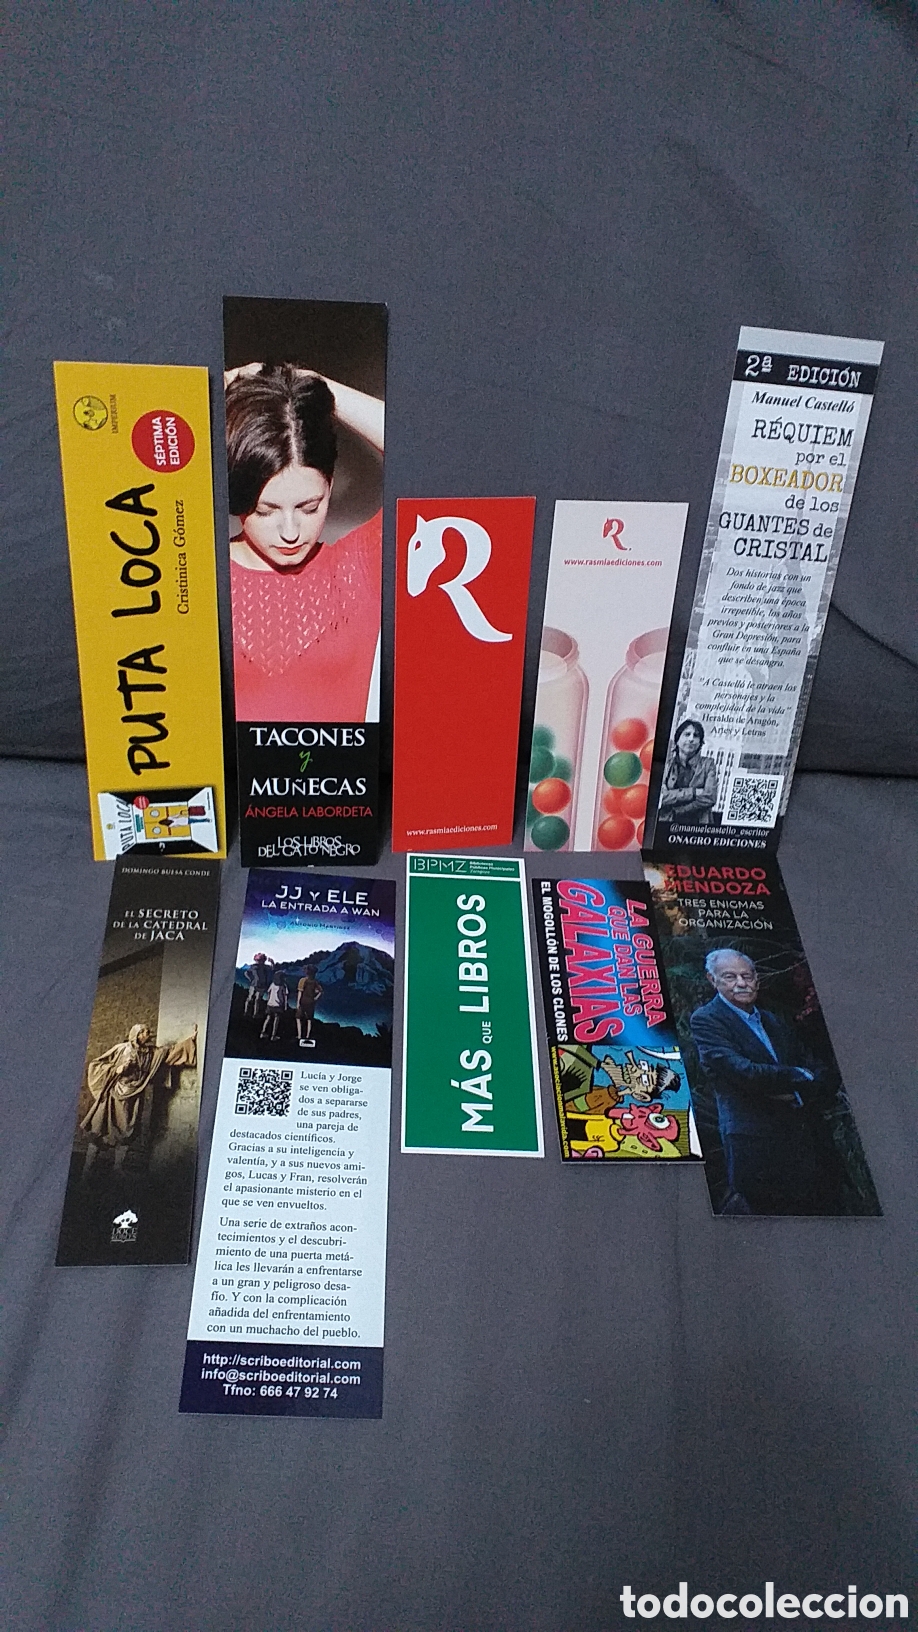 IMPERIUM
SÉPTIMA
EDICIÓN
PUTA LOCA
Cristinica Gómez
PUTA LOCA
TACONES
y
MUÑECAS
ÁNGELA LABORDETA
LOS LIBROS
DEL GATO NEGRO
R
www.rasmiaediciones.com
R
www.rasmiaediciones.com
2ª EDICIÓN
Manuel Castelló
RÉQUIEM
por el
BOXEADOR
de los
GUANTES de
CRISTAL
Dos historias con un
fondo de jazz que
describen una época
irrepetible, los años
previos y posteriores a la
Gran Depresión, para
confluir en una España
que se desangra.
"A Castelló le atraen los
personajes y la
complejidad de la vida"
Heraldo de Aragón,
Artes y Letras
@manuelcastello_escritor
ONAGRO EDICIONES
DOMINGO BUESA CONDE
EL SECRETO
DE LA CATEDRAL
DE JACA
JJ Y ELE
LA ENTRADA A WAN
Antonio Martínez
Lucía y Jorge
se ven obliga-
dos a separarse
de sus padres,
una pareja de
destacados científicos.
Gracias a su inteligencia y
valentía, y a sus nuevos ami-
gos, Lucas y Fran, resolverán
el apasionante misterio en el
que se ven envueltos.
Una serie de extraños acon-
tecimientos y el descubri-
miento de una puerta metá-
lica les llevarán a enfrentarse
a un gran y peligroso desa-
fío. Y con la complicación
añadida del enfrentamiento
con un muchacho del pueblo.
http://scriboeditorial.com
info@scriboeditorial.com
Tfno: 666 47 92 74
BPMZ
Bibliotecas
Públicas Municipales
Zaragoza
MÁS QUE LIBROS
LA GUERRA
QUE DAN LAS
GALAXIAS
EL MOGOLLÓN DE LOS CLONES
EDUARDO
MENDOZA
TRES ENIGMAS
PARA LA
ORGANIZACIÓN
todocoleccion